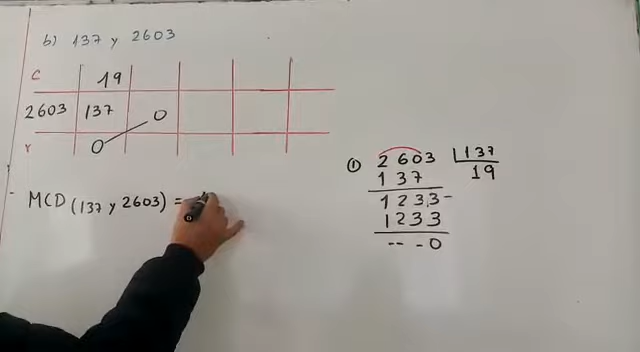 b) 137 y 2603
C 19
2603 137 0
r 0
MCD (137 y 2603) =
① 2603 137
137 19
1233
1233
-- - 0